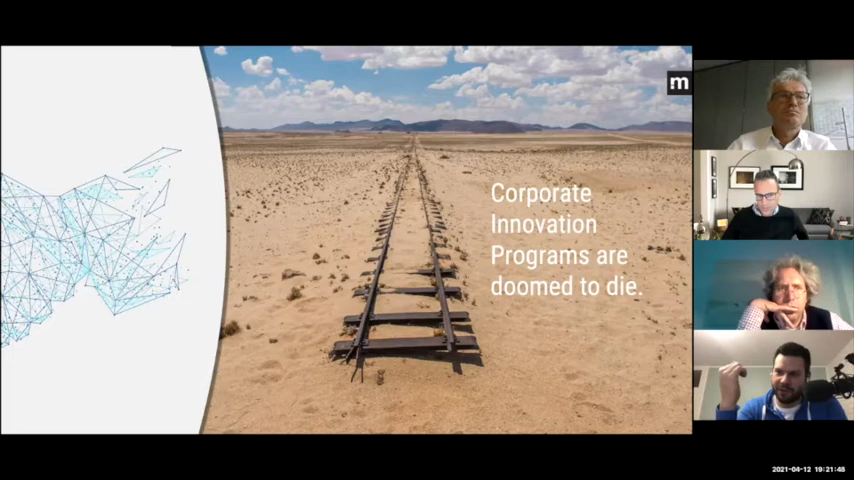 m
Corporate
Innovation
Programs are
doomed to die.
2021-04-12 19:21:48